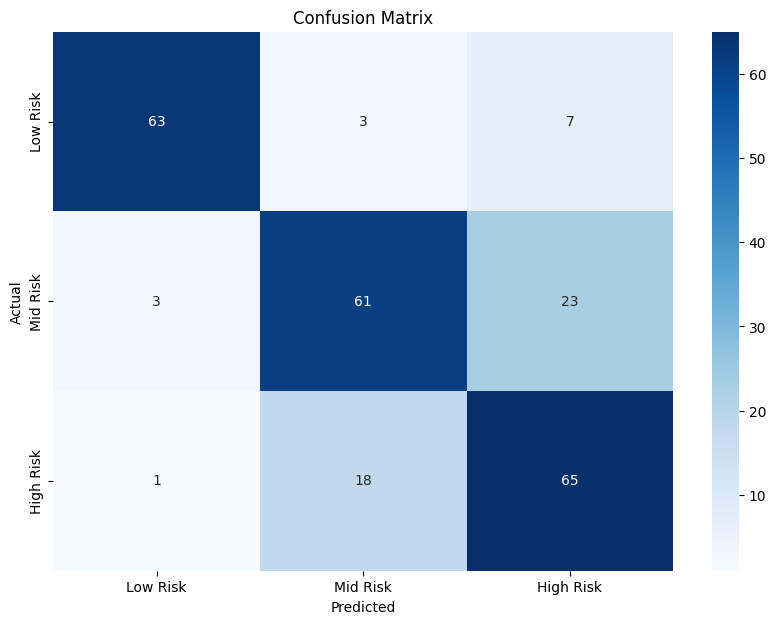 Confusion Matrix
Actual
Low Risk
63 3 7
Mid Risk
3 61 23
High Risk
1 18 65
Low Risk Mid Risk High Risk
Predicted
60
50
40
30
20
10